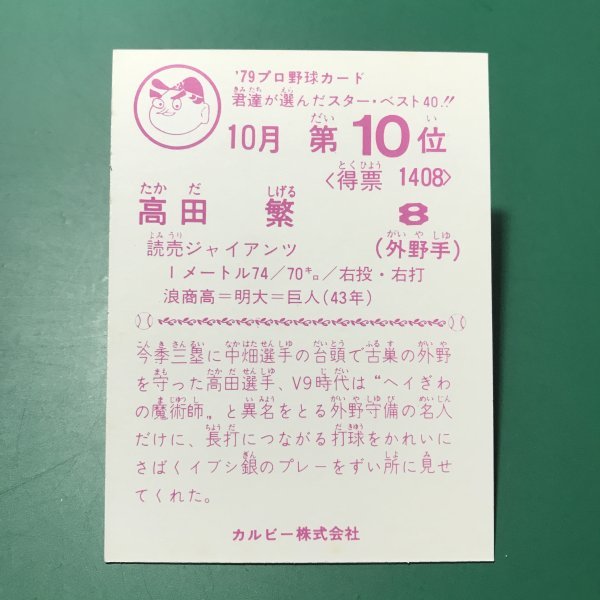 '79プロ野球カード
君達が選んだスター・ベスト40.!!
10月 第10位
〈得票 1408〉
高田 繁 8
読売ジャイアンツ (外野手)
1メートル74/70キロ/右投・右打
浪商高=明大=巨人(43年)
今季三塁に中畑選手の台頭で古巣の外野
を守った高田選手、V9時代は〝ヘイぎわ
の魔術師〟と異名をとる外野守備の名人
だけに、長打につながる打球をかれいに
さばくイブシ銀のプレーをずい所に見せ
てくれた。
カルビー株式会社